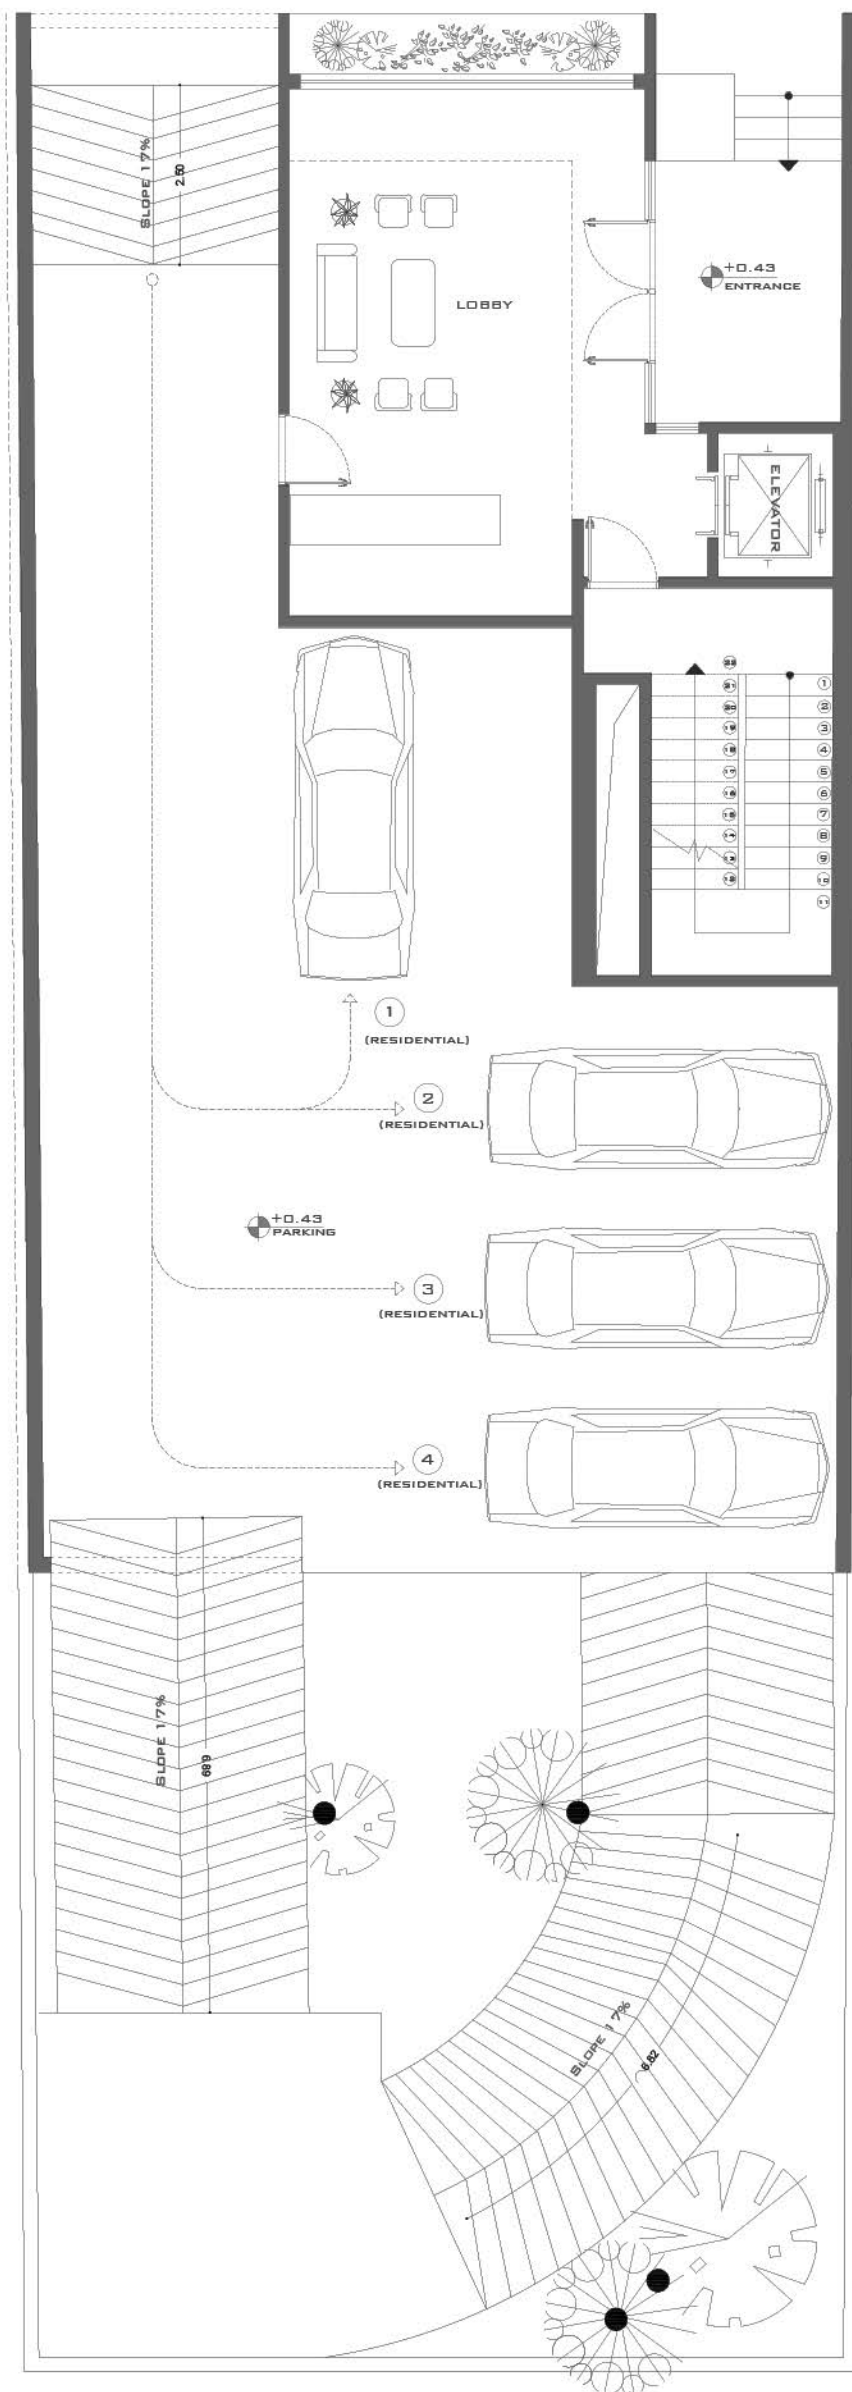 SLOPE 17%
2.50
+0.43
ENTRANCE
LOBBY
ELEVATOR
22
21
20
19
18
17
16
15
14
13
12
1
2
3
4
5
6
7
8
9
10
11
1
(RESIDENTIAL)
2
(RESIDENTIAL)
+0.43
PARKING
3
(RESIDENTIAL)
4
(RESIDENTIAL)
SLOPE 17%
6.89
SLOPE 17%
6.82